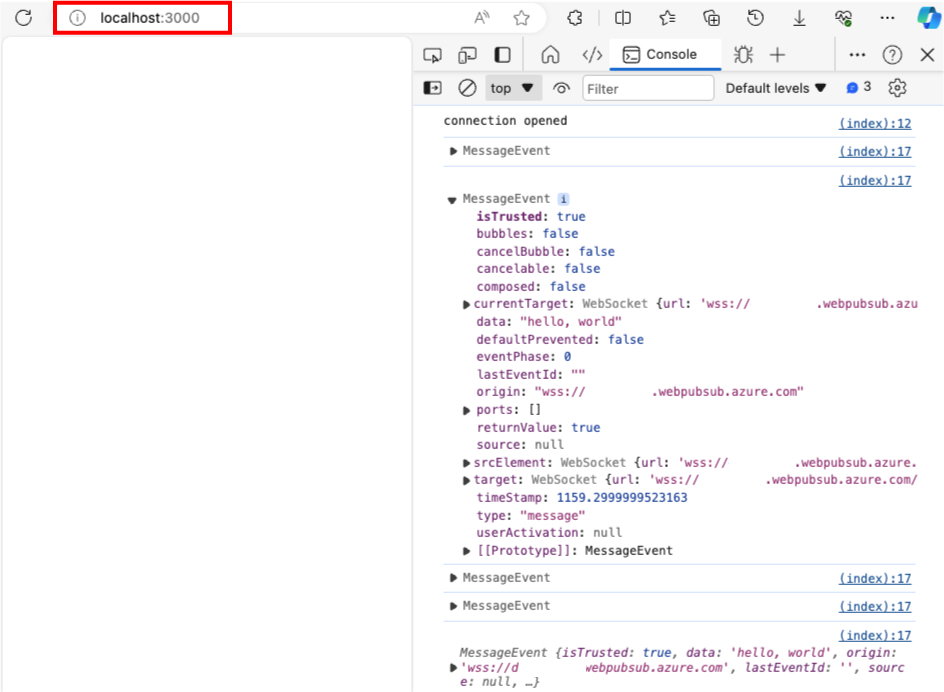 localhost:3000
A
Console
top
Filter
Default levels
3
?
connection opened (index):12
MessageEvent (index):17
(index):17
MessageEvent i
isTrusted: true
bubbles: false
cancelBubble: false
cancelable: false
composed: false
currentTarget: WebSocket {url: 'wss:// .webpubsub.azu
data: "hello, world"
defaultPrevented: false
eventPhase: 0
lastEventId: ""
origin: "wss:// .webpubsub.azure.com"
ports: []
returnValue: true
source: null
srcElement: WebSocket {url: 'wss:// .webpubsub.azure.
target: WebSocket {url: 'wss:// .webpubsub.azure.com/
timeStamp: 1159.2999999523163
type: "message"
userActivation: null
[[Prototype]]: MessageEvent
MessageEvent (index):17
MessageEvent (index):17
(index):17
MessageEvent {isTrusted: true, data: 'hello, world', origin:
'wss://d webpubsub.azure.com', lastEventId: '', sourc
e: null, …}